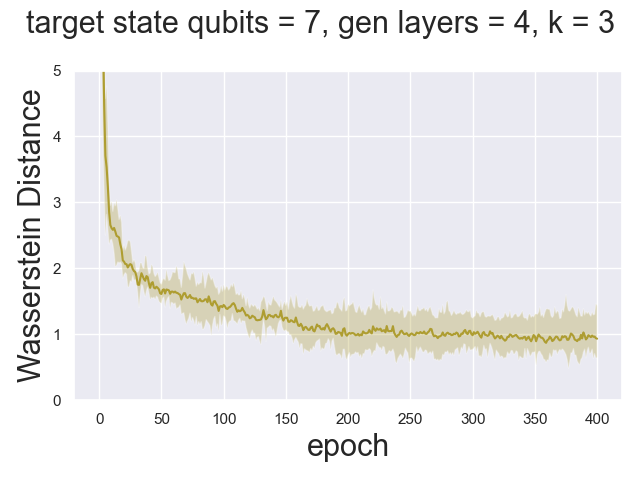 target state qubits = 7, gen layers = 4, k = 3
Wasserstein Distance
5
4
3
2
1
0
0 50 100 150 200 250 300 350 400
epoch